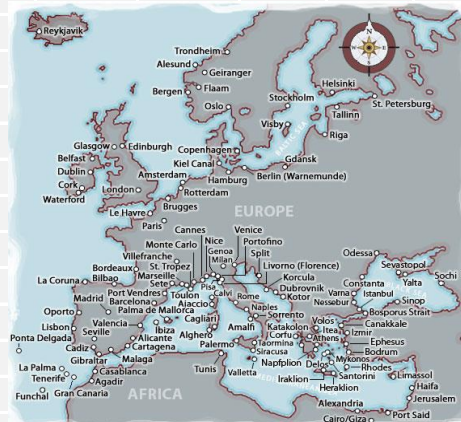 N
W
E
S
Reykjavik
Trondheim
Alesund
Geiranger
Flaam
Bergen
Oslo
Helsinki
St. Petersburg
Stockholm
Tallinn
Visby
Riga
BALTIC SEA
Glasgow
Edinburgh
Copenhagen
Gdansk
Belfast
Kiel Canal
Dublin
Amsterdam
Hamburg
Berlin (Warnemunde)
Cork
London
Rotterdam
Waterford
Brugges
Le Havre
Paris
EUROPE
Cannes
Nice
Venice
Monte Carlo
Genoa
Portofino
Villefranche
Milan
Split
Odessa
Bordeaux
St. Tropez
Livorno (Florence)
Sevastopol
La Coruna
Bilbao
Marseille
Sete
Pisa
Korcula
Yalta
Sochi
Port Vendres
Toulon
Calvi
Rome
Dubrovnik
Constanta
Madrid
Barcelona
Ajaccio
Kotor
Varna
Istanbul
Oporto
Palma de Mallorca
Naples
Nessabur
Sinop
Valencia
Ibiza
Cagliari
Sorrento
Bosporus Strait
Lisbon
Seville
Alicante
Alghero
Amalfi
Katakolon
Volos
Canakkale
Ponta Delgada
Cadiz
Cartagena
Palermo
Corfu
Itea
Izmir
Gibraltar
Malaga
Taormina
Athens
Ephesus
La Palma
Casablanca
Tunis
Siracusa
Mykonos
Bodrum
Tenerife
Agadir
Valletta
Napfplion
Delos
Rhodes
Funchal
Gran Canaria
Iraklion
Santorini
Limassol
Heraklion
Haifa
AFRICA
Alexandria
Jerusalem
Cairo/Giza
Port Said